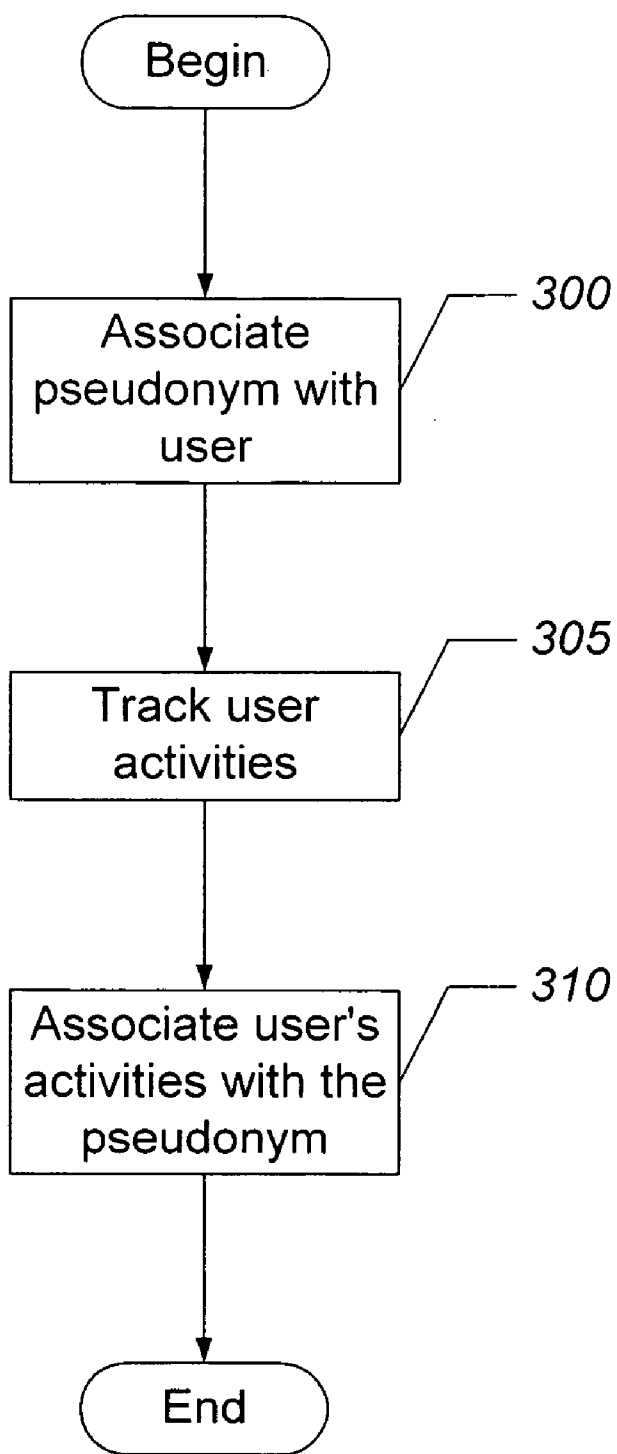 Begin
300
Associate
pseudonym with
user
305
Track user
activities
310
Associate user's
activities with the
pseudonym
End